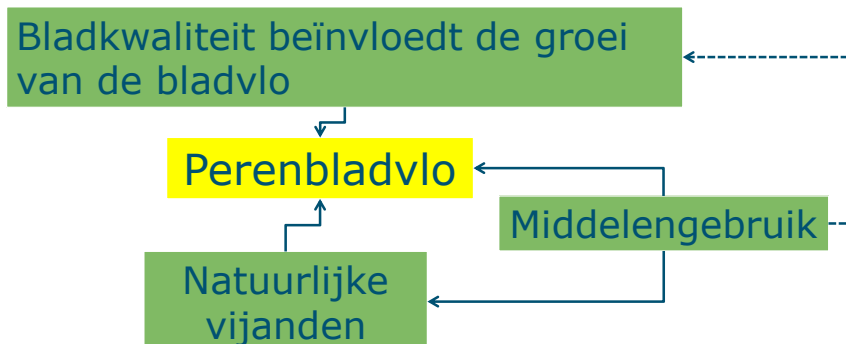 Bladkwaliteit beïnvloedt de groei
van de bladvlo
Perenbladvlo
Middelengebruik
Natuurlijke
vijanden